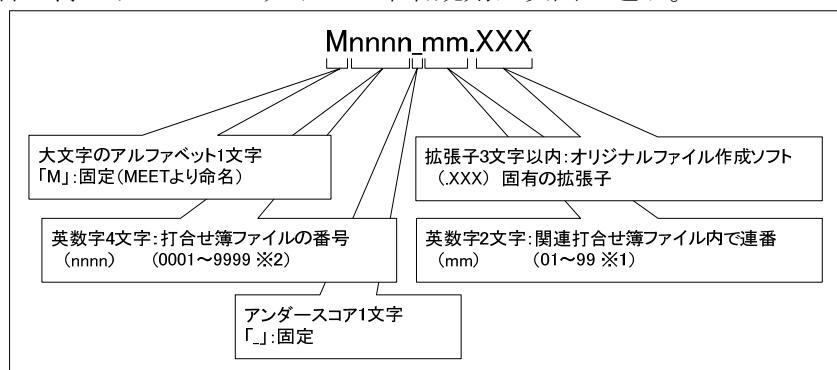 Mnnnn_mm.XXX
大文字のアルファベット1文字
「M」:固定(MEETより命名)
拡張子3文字以内:オリジナルファイル作成ソフト
(.XXX) 固有の拡張子
英数字4文字:打合せ簿ファイルの番号
(nnnn) (0001～9999 ※2)
英数字2文字:関連打合せ簿ファイル内で連番
(mm) (01～99 ※1)
アンダースコア1文字
「_」:固定